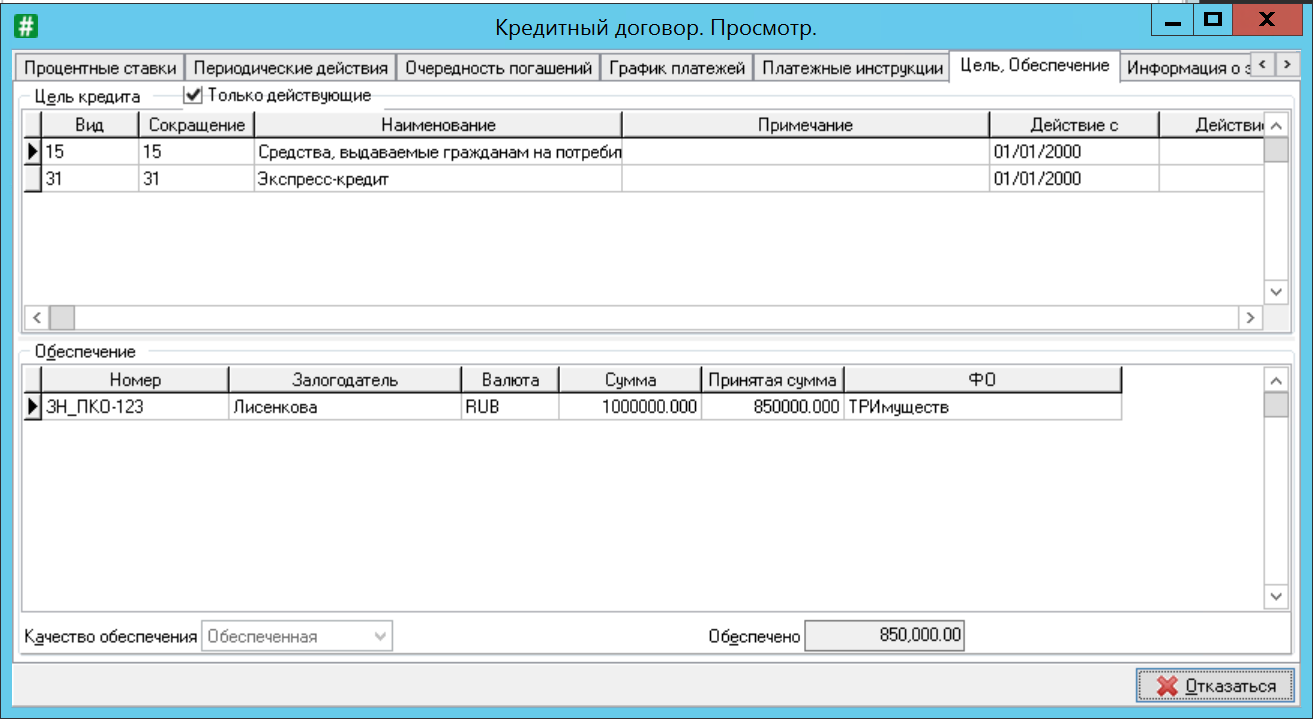 Кредитный договор. Просмотр.
Процентные ставки Периодические действия Очередность погашений График платежей Платежные инструкции Цель, Обеспечение Информация о з
Цель кредита Только действующие
Вид Сокращение Наименование Примечание Действие с Действи
15 15 Средства, выдаваемые гражданам на потребит 01/01/2000
31 31 Экспресс-кредит 01/01/2000
Обеспечение
Номер Залогодатель Валюта Сумма Принятая сумма ФО
ЗН_ПКО-123 Лисенкова RUB 1000000.000 850000.000 ТРИмуществ
Качество обеспечения Обеспеченная Обеспечено 850,000.00
Отказаться